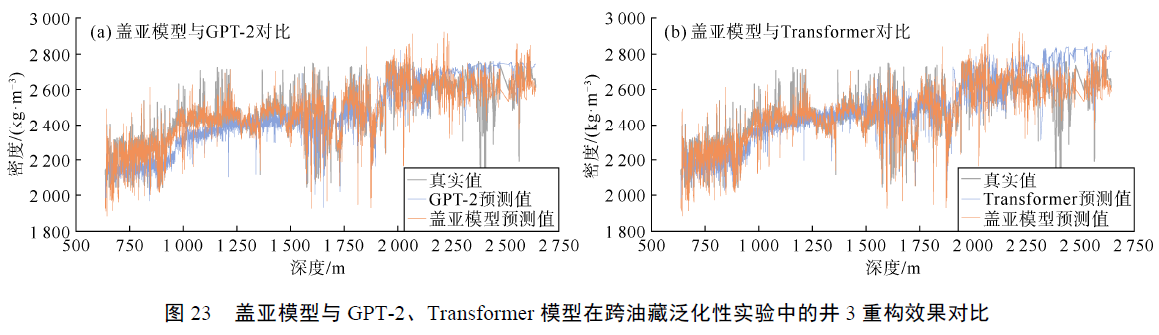 (a) 盖亚模型与GPT-2对比
3 000
2 800
2 600
2 400
2 200
2 000
1 800
密度/(kg·m⁻³)
真实值
GPT-2预测值
盖亚模型预测值
500 750 1 000 1 250 1 500 1 750 2 000 2 250 2 500 2 750
深度/m
(b) 盖亚模型与Transformer对比
3 000
2 800
2 600
2 400
2 200
2 000
1 800
密度/(kg·m⁻³)
真实值
Transformer预测值
盖亚模型预测值
500 750 1 000 1 250 1 500 1 750 2 000 2 250 2 500 2 750
深度/m
图 23 盖亚模型与 GPT-2、Transformer 模型在跨油藏泛化性实验中的井 3 重构效果对比